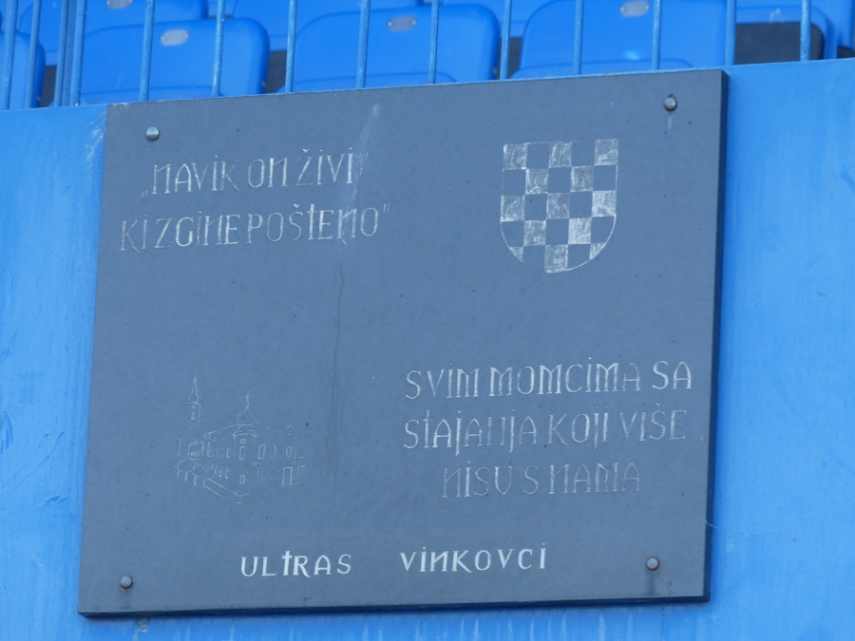 „NAVIK ON ŽIVI
KI ZGINE POŠTENO"
SVIM MOMCIMA SA
STAJANJA KOJI VIŠE
NISU S NAMA
ULTRAS VINKOVCI